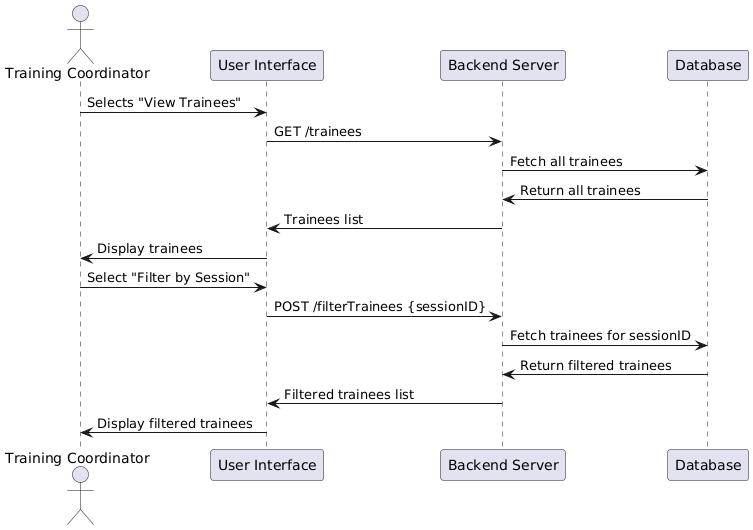 Training Coordinator
User Interface
Backend Server
Database
Selects "View Trainees"
GET /trainees
Fetch all trainees
Return all trainees
Trainees list
Display trainees
Select "Filter by Session"
POST /filterTrainees {sessionID}
Fetch trainees for sessionID
Return filtered trainees
Filtered trainees list
Display filtered trainees
Training Coordinator
User Interface
Backend Server
Database